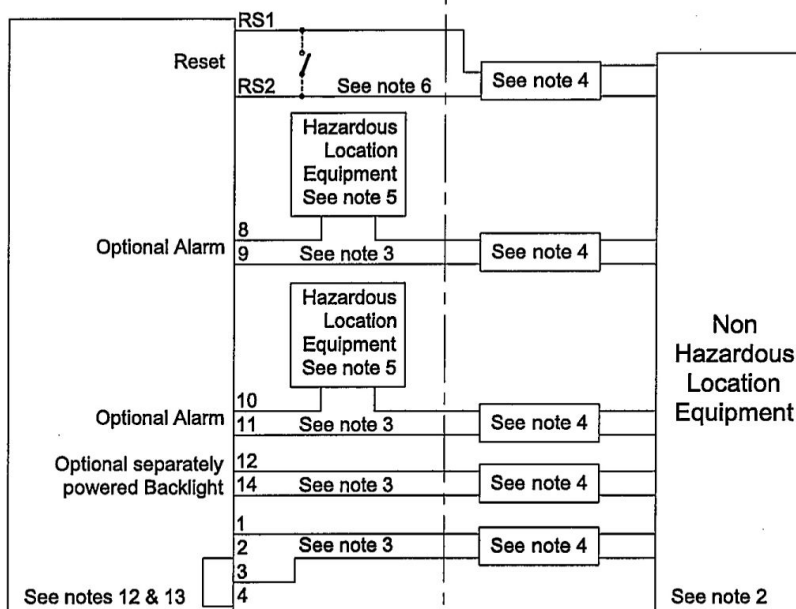 RS1
Reset
See note 4
RS2
See note 6
Hazardous
Location
Equipment
See note 5
8
Optional Alarm
9
See note 3
See note 4
Hazardous
Location
Equipment
See note 5
Non
Hazardous
Location
Equipment
10
Optional Alarm
11
See note 3
See note 4
Optional separately
powered Backlight
12
14
See note 3
See note 4
1
2
See note 3
See note 4
3
4
See notes 12 & 13
See note 2